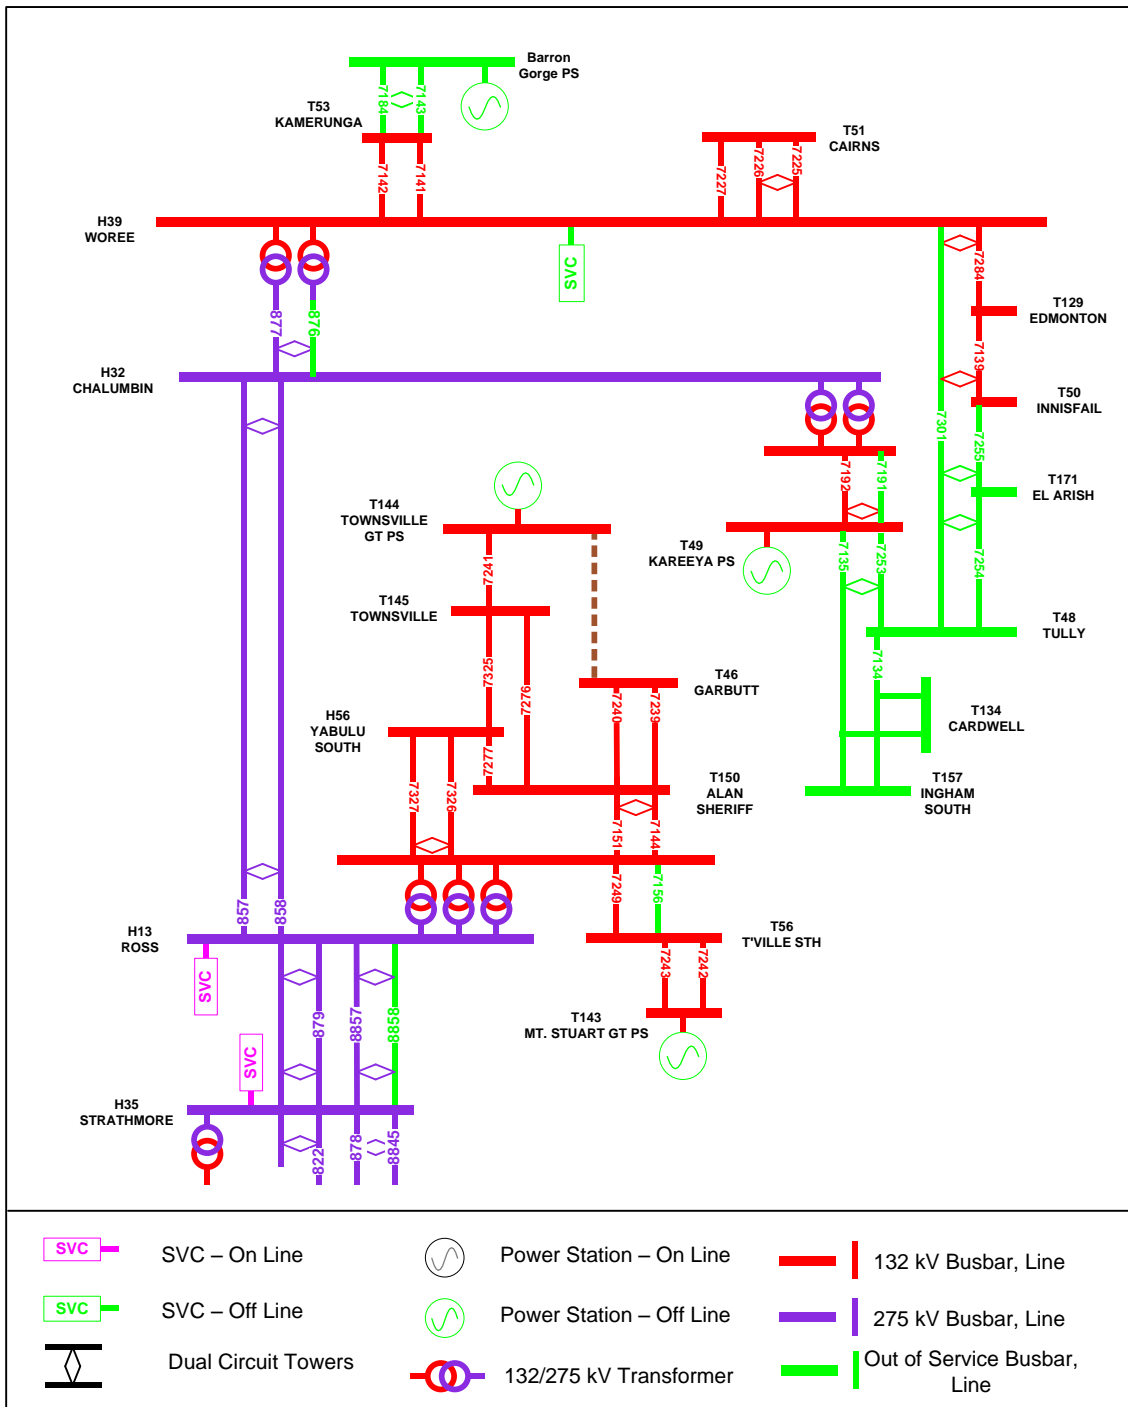 Barron
Gorge PS
7184
7143
T53
KAMERUNGA
T51
CAIRNS
7142
7141
7227
7226
7225
H39
WOREE
SVC
7284
T129
EDMONTON
877
876
7139
H32
CHALUMBIN
T50
INNISFAIL
7301
7255
7192
7191
T171
EL ARISH
T144
TOWNSVILLE
GT PS
T49
KAREEYA PS
7241
7135
7253
7254
T145
TOWNSVILLE
T48
TULLY
7325
7276
7134
T46
GARBUTT
7240
7239
H56
YABULU
SOUTH
T134
CARDWELL
7277
7327
7326
T150
ALAN
SHERIFF
T157
INGHAM
SOUTH
7151
7144
7249
7156
857
858
H13
ROSS
T56
T'VILLE STH
SVC
7243
7242
879
8857
8858
T143
MT. STUART GT PS
SVC
H35
STRATHMORE
822
878
8845
SVC
SVC – On Line
Power Station – On Line
132 kV Busbar, Line
SVC
SVC – Off Line
Power Station – Off Line
275 kV Busbar, Line
Dual Circuit Towers
132/275 kV Transformer
Out of Service Busbar,
Line